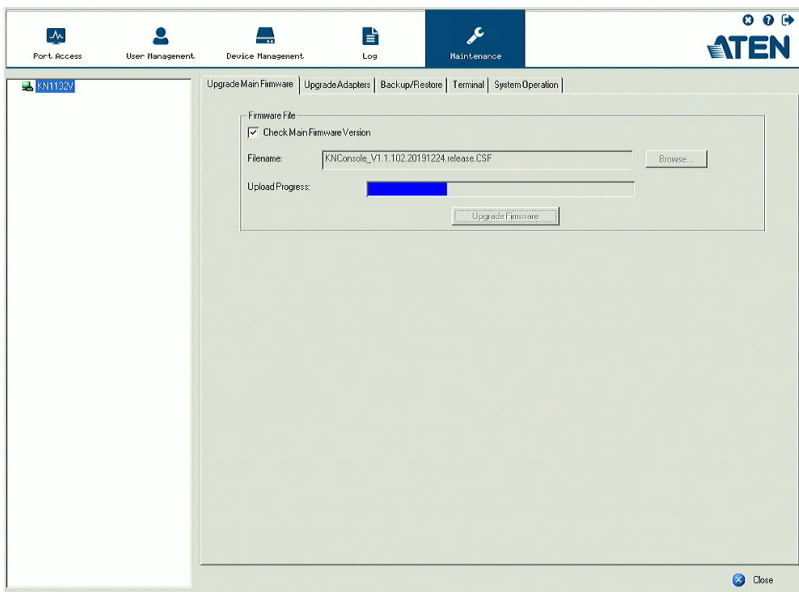 Port Access
User Management
Device Management
Log
Maintenance
ATEN
KN1132V
Upgrade Main Firmware
Upgrade Adapters
Backup/Restore
Terminal
System Operation
Firmware File
Check Main Firmware Version
Filename:
KNConsole_V1.1.102.20191224.release.CSF
Browse...
Upload Progress:
Upgrade Firmware
Close